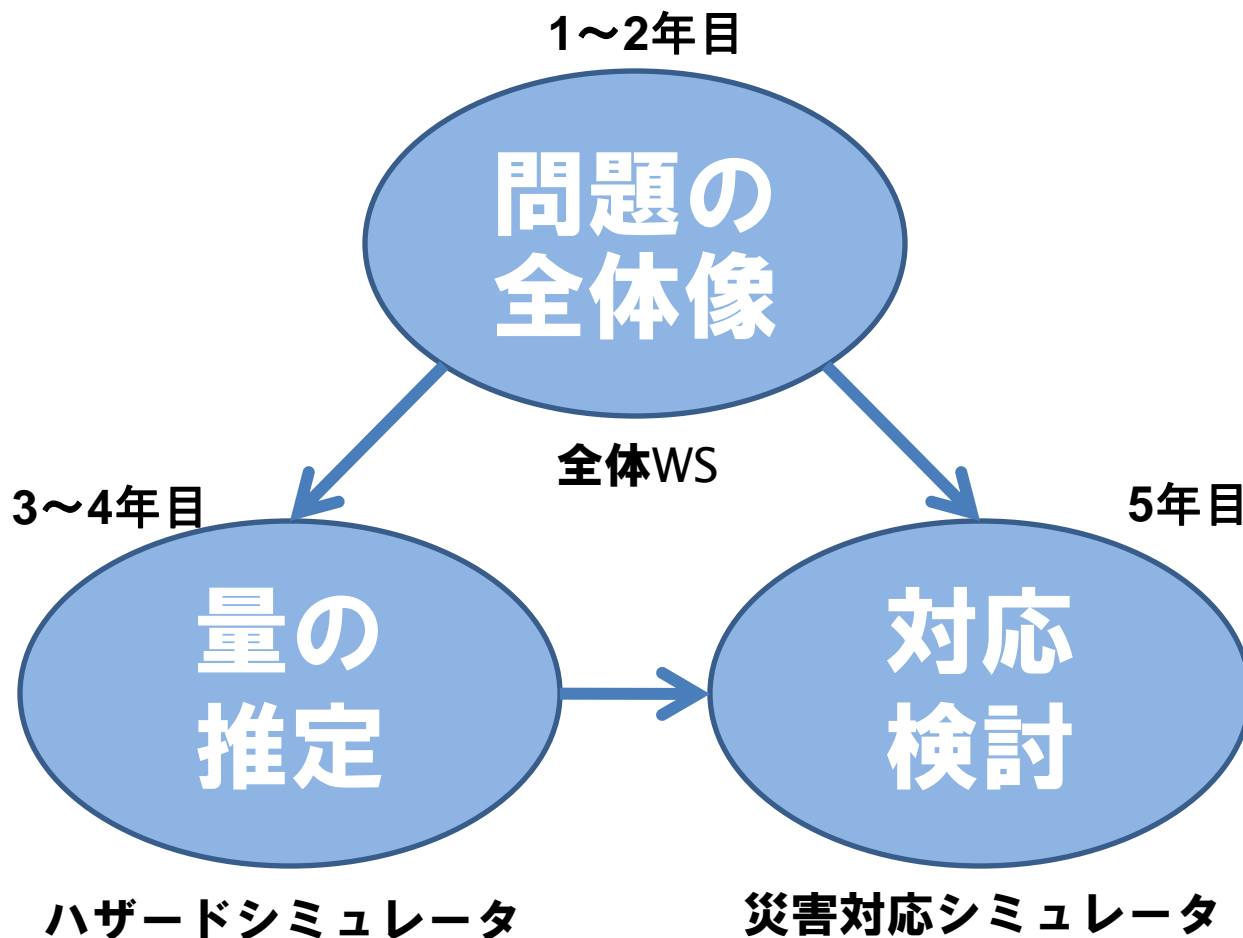 1～2年目
問題の
全体像
全体WS
3～4年目
量の
推定
ハザードシミュレータ
5年目
対応
検討
災害対応シミュレータ